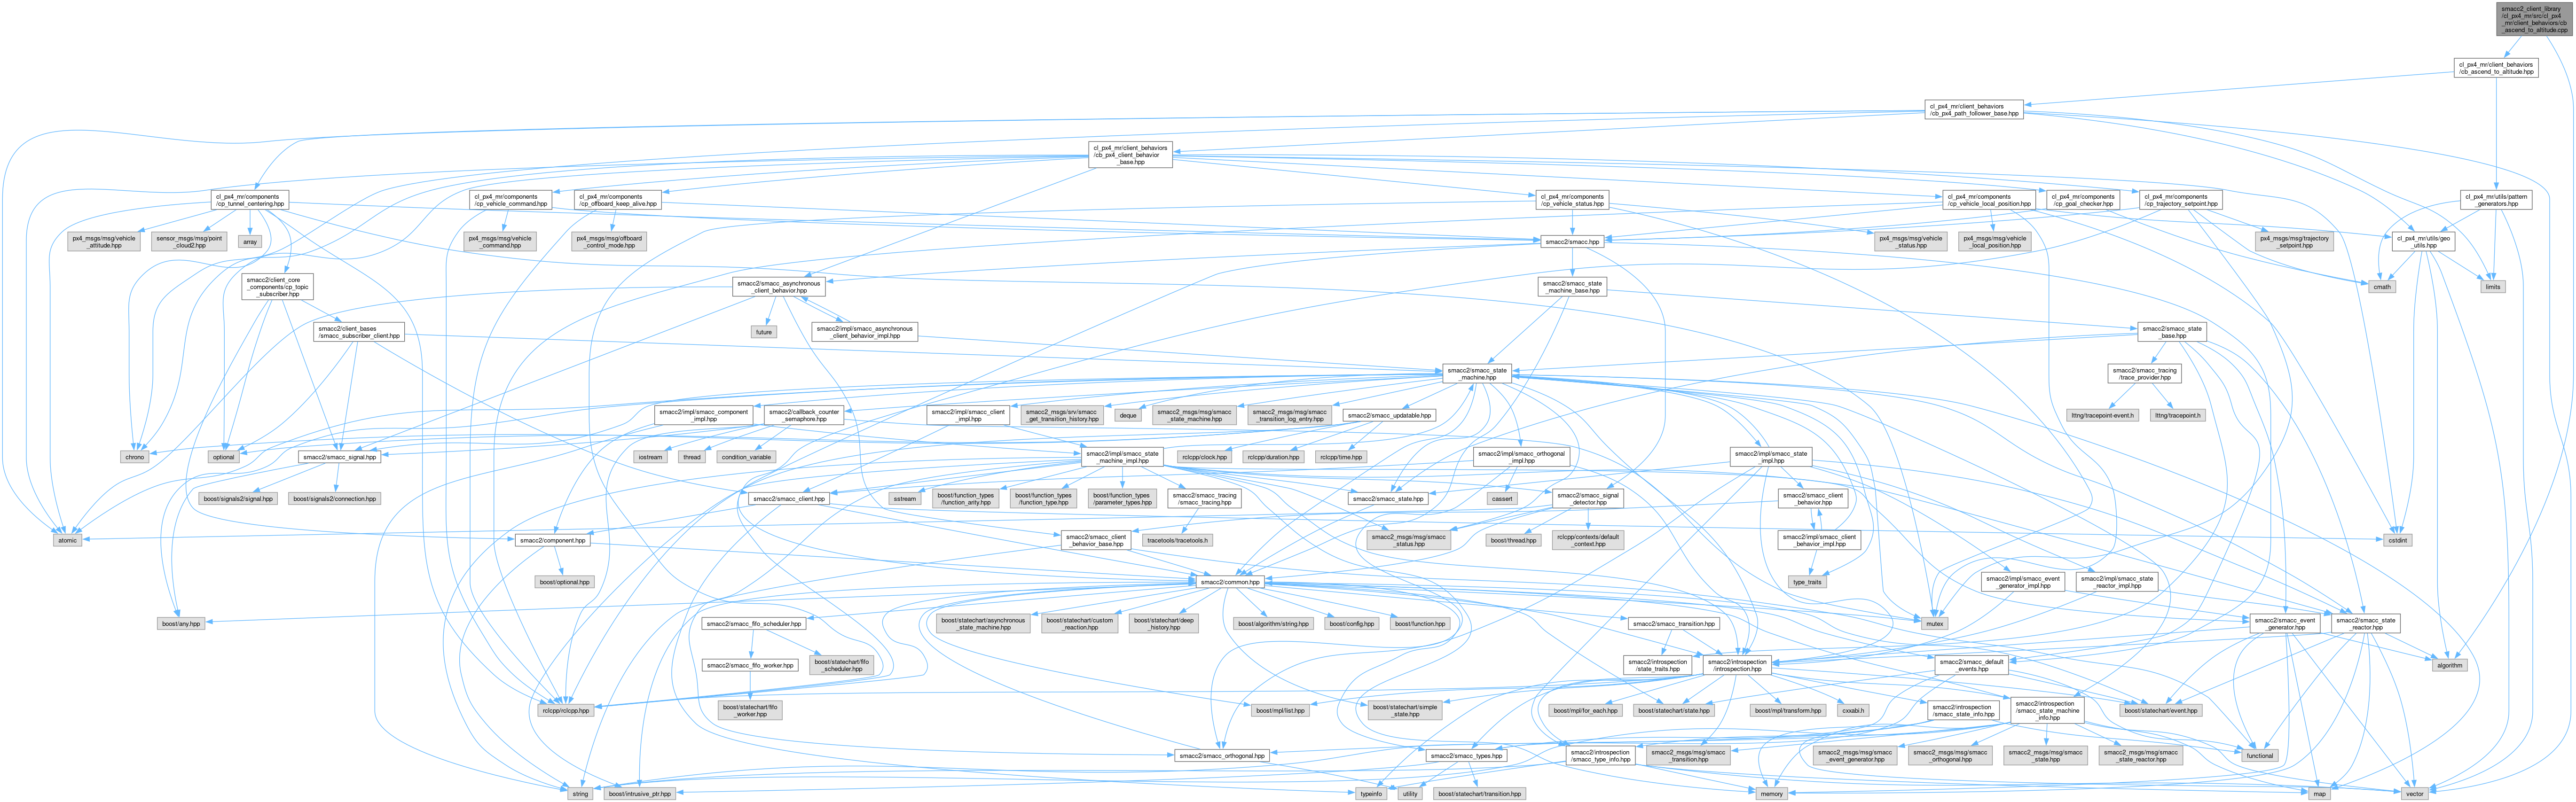 smacc2_client_library
/cl_px4_mr/src/cl_px4
_mr/client_behaviors/cb
_ascend_to_altitude.cpp
cl_px4_mr/client_behaviors
/cb_ascend_to_altitude.hpp
cl_px4_mr/client_behaviors
/cb_px4_path_follower_base.hpp
cl_px4_mr/client_behaviors
/cb_px4_client_behavior
_base.hpp
cl_px4_mr/components
/cp_tunnel_centering.hpp
cl_px4_mr/components
/cp_vehicle_command.hpp
cl_px4_mr/components
/cp_offboard_keep_alive.hpp
cl_px4_mr/components
/cp_vehicle_status.hpp
cl_px4_mr/components
/cp_vehicle_local_position.hpp
cl_px4_mr/components
/cp_goal_checker.hpp
cl_px4_mr/components
/cp_trajectory_setpoint.hpp
cl_px4_mr/utils/pattern
_generators.hpp
px4_msgs/msg/vehicle
_attitude.hpp
sensor_msgs/msg/point
_cloud2.hpp
array
px4_msgs/msg/vehicle
_command.hpp
px4_msgs/msg/offboard
_control_mode.hpp
smacc2/smacc.hpp
px4_msgs/msg/vehicle
_status.hpp
px4_msgs/msg/vehicle
_local_position.hpp
px4_msgs/msg/trajectory
_setpoint.hpp
cl_px4_mr/utils/geo
_utils.hpp
smacc2/client_core
_components/cp_topic
_subscriber.hpp
smacc2/smacc_asynchronous
_client_behavior.hpp
smacc2/smacc_state
_machine_base.hpp
cmath
limits
smacc2/client_bases
/smacc_subscriber_client.hpp
future
smacc2/impl/smacc_asynchronous
_client_behavior_impl.hpp
smacc2/smacc_state
_base.hpp
smacc2/smacc_state
_machine.hpp
smacc2/smacc_tracing
/trace_provider.hpp
smacc2/impl/smacc_component
_impl.hpp
smacc2/callback_counter
_semaphore.hpp
smacc2/impl/smacc_client
_impl.hpp
smacc2_msgs/srv/smacc
_get_transition_history.hpp
deque
smacc2_msgs/msg/smacc
_state_machine.hpp
smacc2_msgs/msg/smacc
_transition_log_entry.hpp
smacc2/smacc_updatable.hpp
lttng/tracepoint-event.h
lttng/tracepoint.h
chrono
optional
smacc2/smacc_signal.hpp
iostream
thread
condition_variable
smacc2/impl/smacc_state
_machine_impl.hpp
rclcpp/clock.hpp
rclcpp/duration.hpp
rclcpp/time.hpp
smacc2/impl/smacc_orthogonal
_impl.hpp
smacc2/impl/smacc_state
_impl.hpp
boost/signals2/signal.hpp
boost/signals2/connection.hpp
smacc2/smacc_client.hpp
sstream
boost/function_types
/function_arity.hpp
boost/function_types
/function_type.hpp
boost/function_types
/parameter_types.hpp
smacc2/smacc_tracing
/smacc_tracing.hpp
smacc2/smacc_state.hpp
cassert
smacc2/smacc_signal
_detector.hpp
smacc2/smacc_client
_behavior.hpp
atomic
smacc2/component.hpp
smacc2/smacc_client
_behavior_base.hpp
tracetools/tracetools.h
smacc2_msgs/msg/smacc
_status.hpp
boost/thread.hpp
rclcpp/contexts/default
_context.hpp
smacc2/impl/smacc_client
_behavior_impl.hpp
cstdint
boost/optional.hpp
smacc2/common.hpp
type_traits
smacc2/impl/smacc_event
_generator_impl.hpp
smacc2/impl/smacc_state
_reactor_impl.hpp
boost/any.hpp
smacc2/smacc_fifo_scheduler.hpp
boost/statechart/asynchronous
_state_machine.hpp
boost/statechart/custom
_reaction.hpp
boost/statechart/deep
_history.hpp
boost/algorithm/string.hpp
boost/config.hpp
boost/function.hpp
smacc2/smacc_transition.hpp
mutex
smacc2/smacc_event
_generator.hpp
smacc2/smacc_state
_reactor.hpp
smacc2/smacc_fifo_worker.hpp
boost/statechart/fifo
_scheduler.hpp
smacc2/introspection
/state_traits.hpp
smacc2/introspection
/introspection.hpp
smacc2/smacc_default
_events.hpp
algorithm
rclcpp/rclcpp.hpp
boost/statechart/fifo
_worker.hpp
boost/mpl/list.hpp
boost/statechart/simple
_state.hpp
boost/mpl/for_each.hpp
boost/statechart/state.hpp
boost/mpl/transform.hpp
cxxabi.h
smacc2/introspection
/smacc_state_info.hpp
smacc2/introspection
/smacc_state_machine
_info.hpp
boost/statechart/event.hpp
smacc2/smacc_orthogonal.hpp
smacc2/smacc_types.hpp
smacc2/introspection
/smacc_type_info.hpp
smacc2_msgs/msg/smacc
_transition.hpp
smacc2_msgs/msg/smacc
_event_generator.hpp
smacc2_msgs/msg/smacc
_orthogonal.hpp
smacc2_msgs/msg/smacc
_state.hpp
smacc2_msgs/msg/smacc
_state_reactor.hpp
functional
string
boost/intrusive_ptr.hpp
typeinfo
utility
boost/statechart/transition.hpp
memory
map
vector